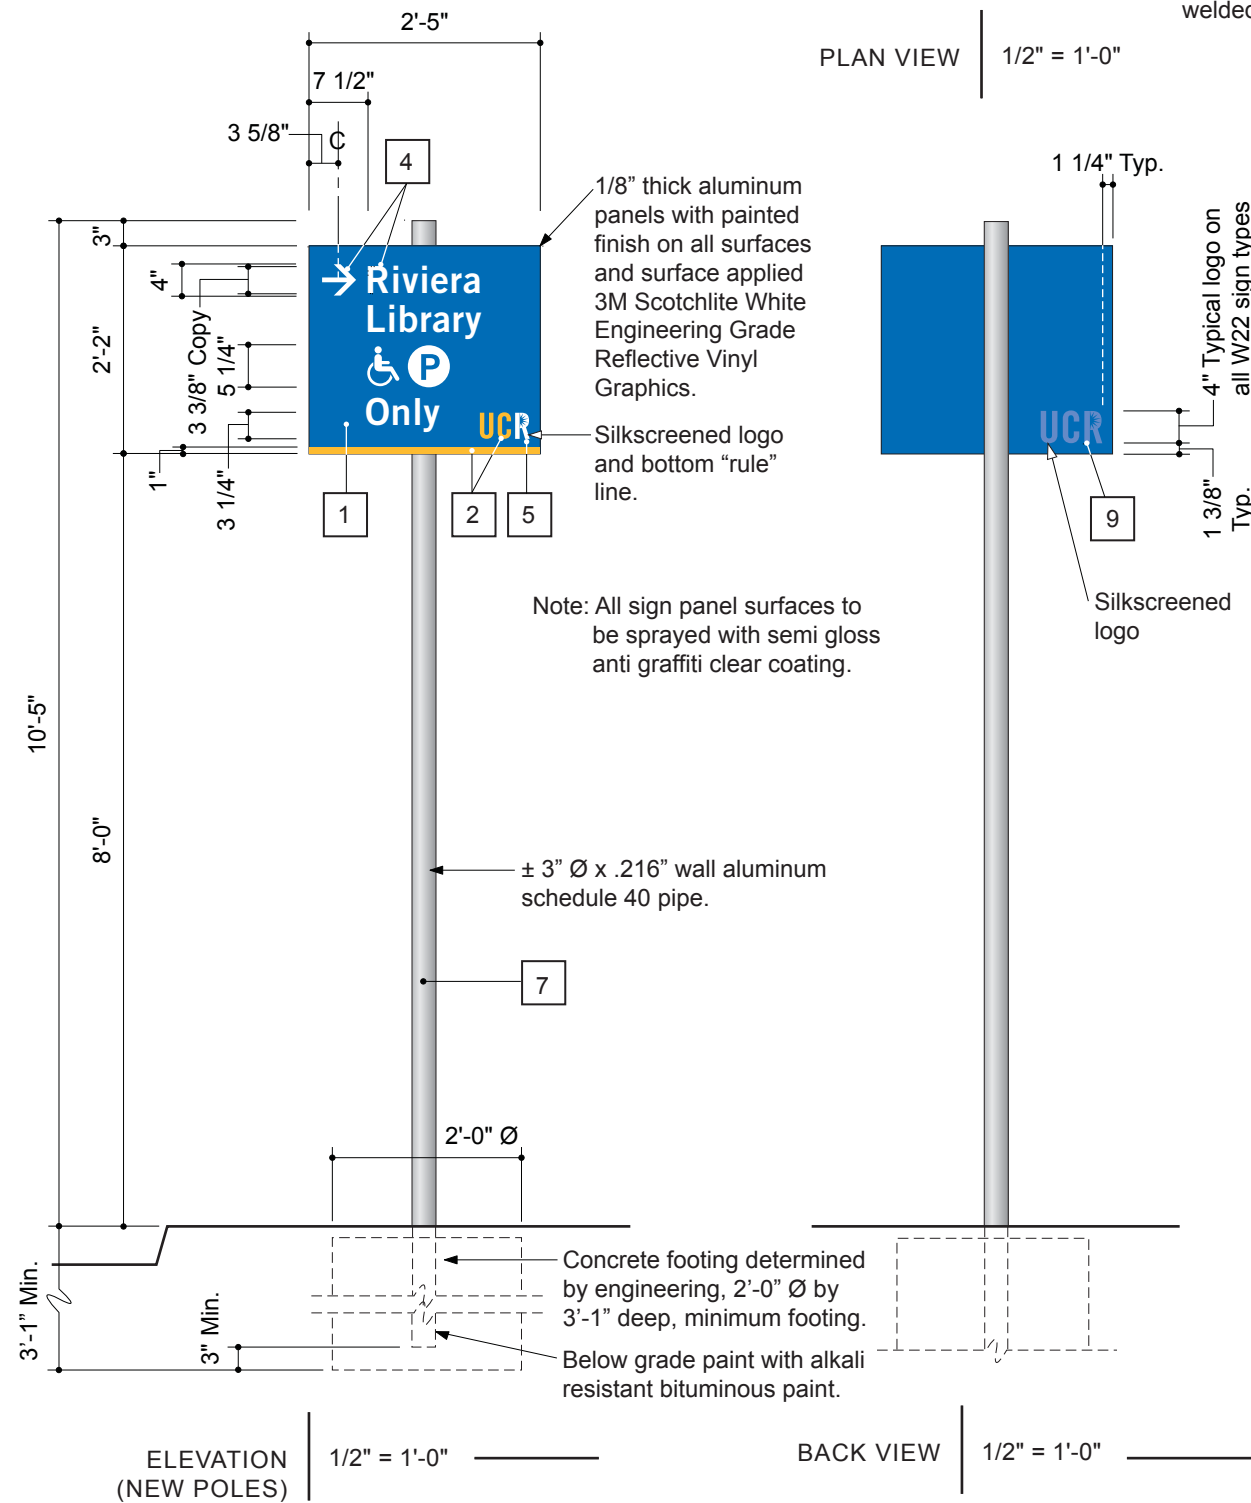 welded
2'-5"
PLAN VIEW
1/2" = 1'-0"
7 1/2"
3 5/8"
C
4
1 1/4" Typ.
1/8” thick aluminum
panels with painted
finish on all surfaces
and surface applied
3M Scotchlite White
Engineering Grade
Reflective Vinyl
Graphics.
3"
4"
2'-2"
3 3/8" Copy
5 1/4"
1"
3 1/4"
Riviera
Library
P
Only
UCR
Silkscreened logo
and bottom “rule”
line.
1
2
5
UCR
9
4" Typical logo on
all W22 sign types
1 3/8"
Typ.
Silkscreened
logo
Note: All sign panel surfaces to
be sprayed with semi gloss
anti graffiti clear coating.
10'-5"
8'-0"
± 3” Ø x .216” wall aluminum
schedule 40 pipe.
7
2'-0" Ø
3’-1” Min.
3" Min.
Concrete footing determined
by engineering, 2’-0” Ø by
3’-1” deep, minimum footing.
Below grade paint with alkali
resistant bituminous paint.
ELEVATION
(NEW POLES)
1/2" = 1'-0"
BACK VIEW
1/2" = 1'-0"